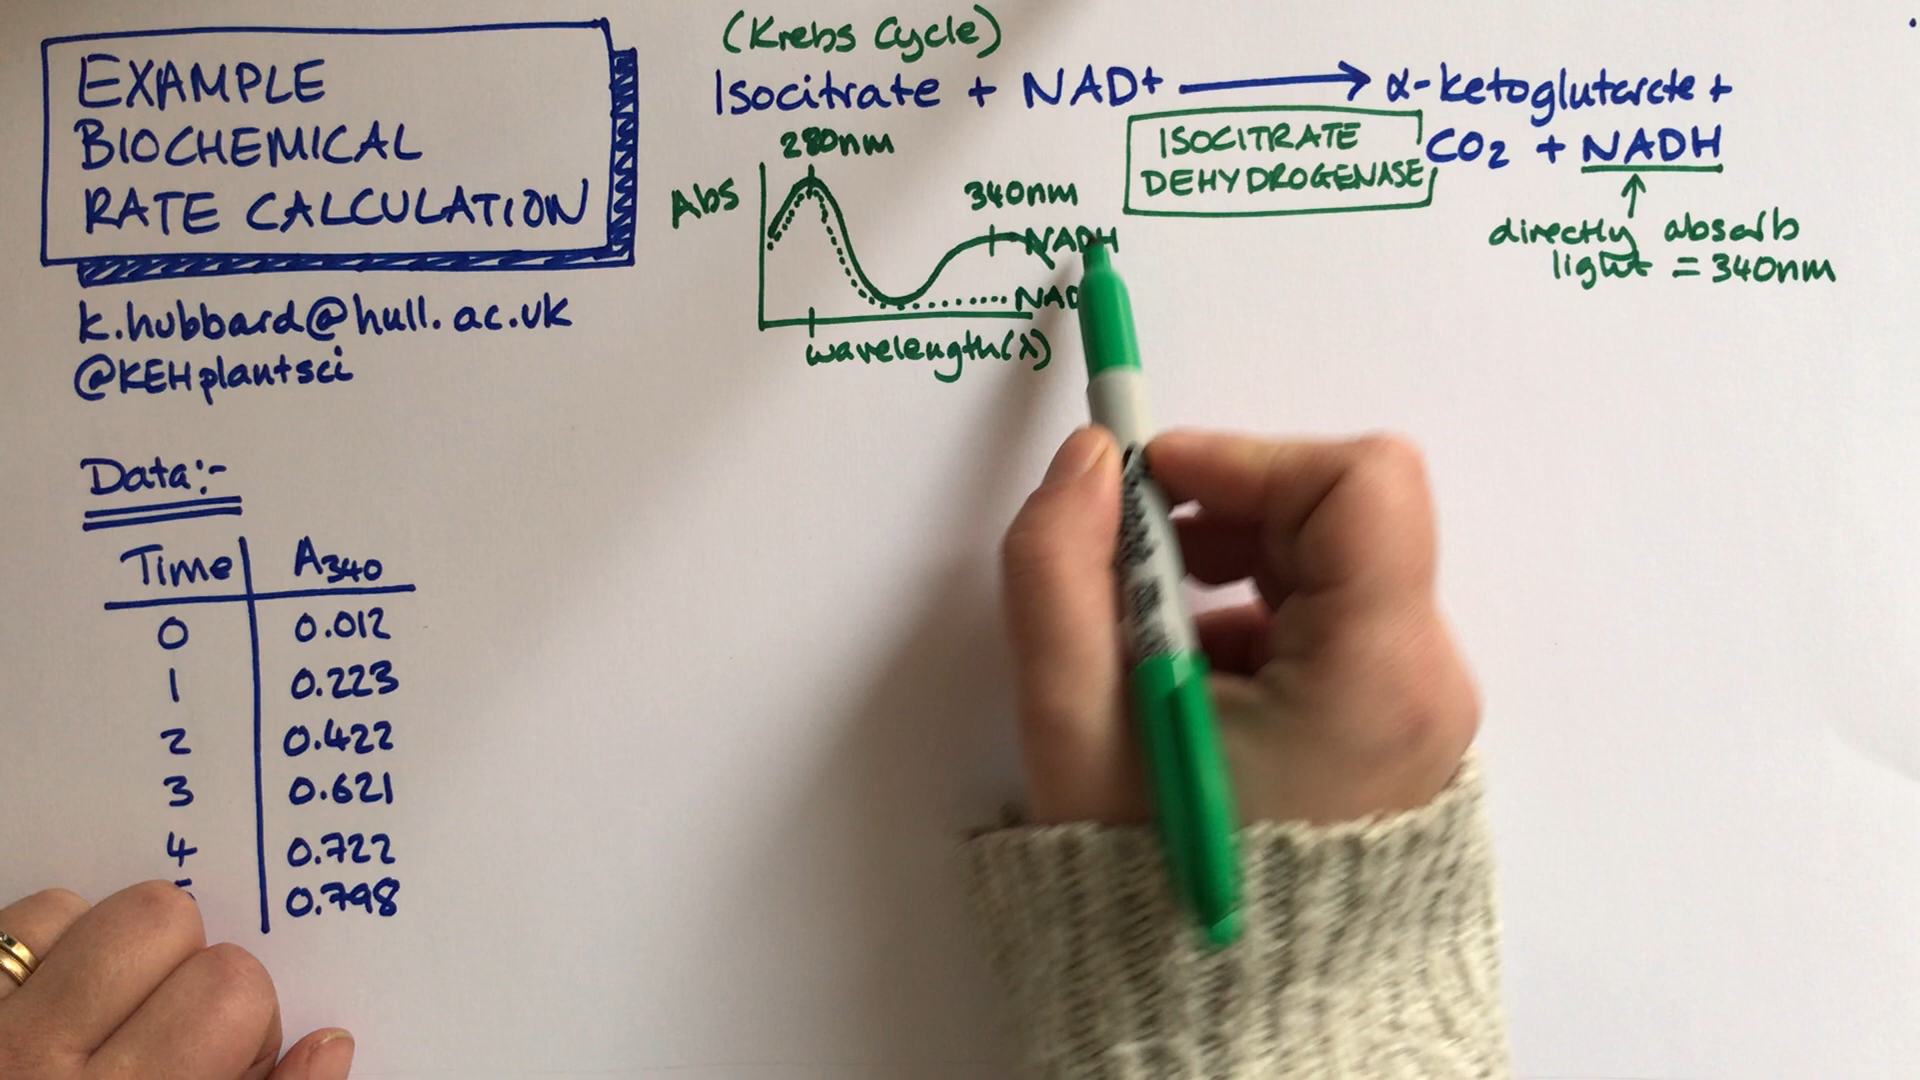 EXAMPLE
BIOCHEMICAL
RATE CALCULATION
k.hubbard@hull.ac.uk
@KEHplantsci
(Krebs Cycle)
Isocitrate + NAD+ → α-ketoglutarate +
CO2 + NADH
ISOCITRATE
DEHYDROGENASE
directly absorb
light = 340nm
280nm
Abs
340nm
NADH
wavelength(λ)
Data:-
Time A340
0 0.012
1 0.223
2 0.422
3 0.621
4 0.722
0.798